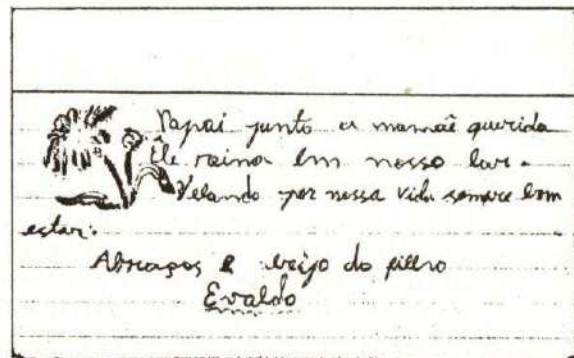 Papai junto a mamãe querida
Ele raina em nosso lar.
Velando por nossa vida sempre bem
estar.
Abraços e beijo do filho
Evaldo